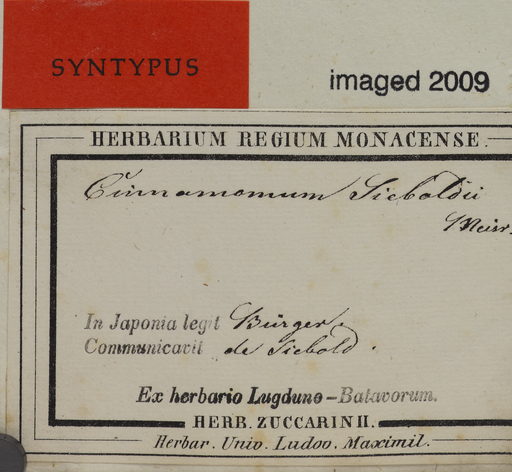 SYNTYPUS
imaged 2009
HERBARIUM REGIUM MONACENSE.
Cinnamomum Sieboldii
Meisn.
In Japonia legit Bürger
Communicavit de Siebold.
Ex herbario Lugduno-Batavorum.
HERB. ZUCCARINII.
Herbar. Univ. Ludov. Maximil.